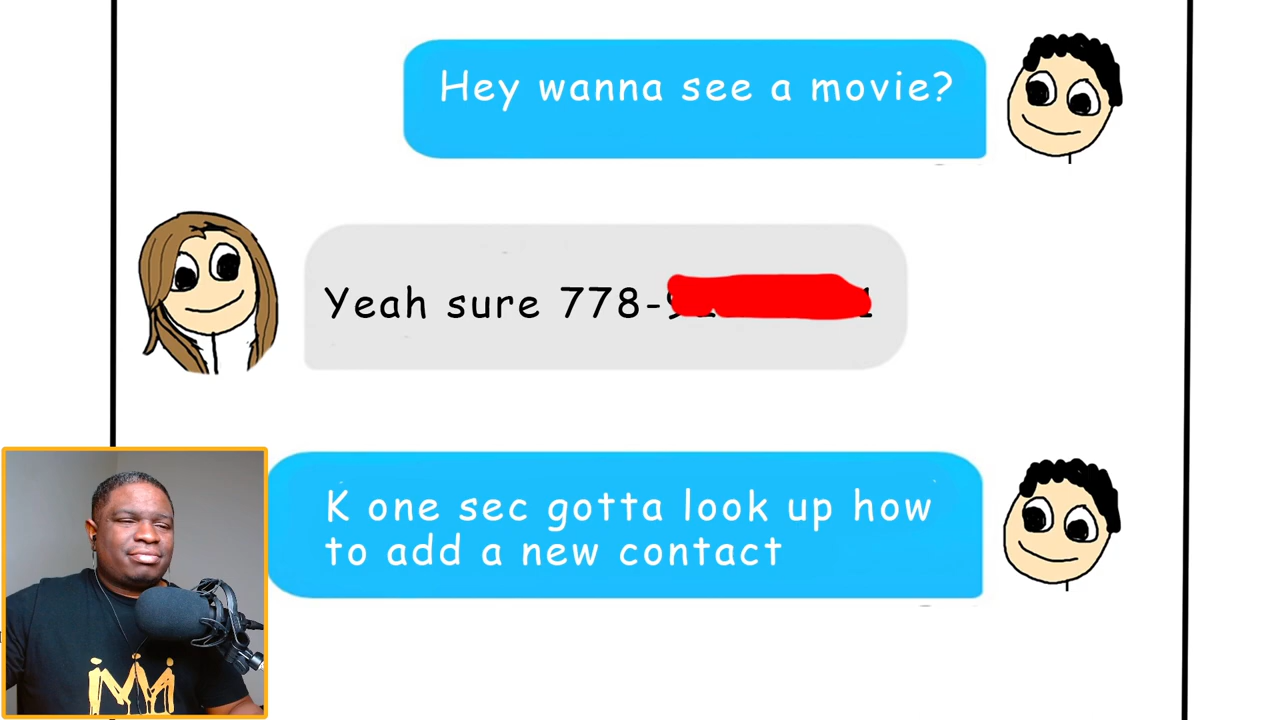 Hey wanna see a movie?
Yeah sure 778-
K one sec gotta look up how
to add a new contact